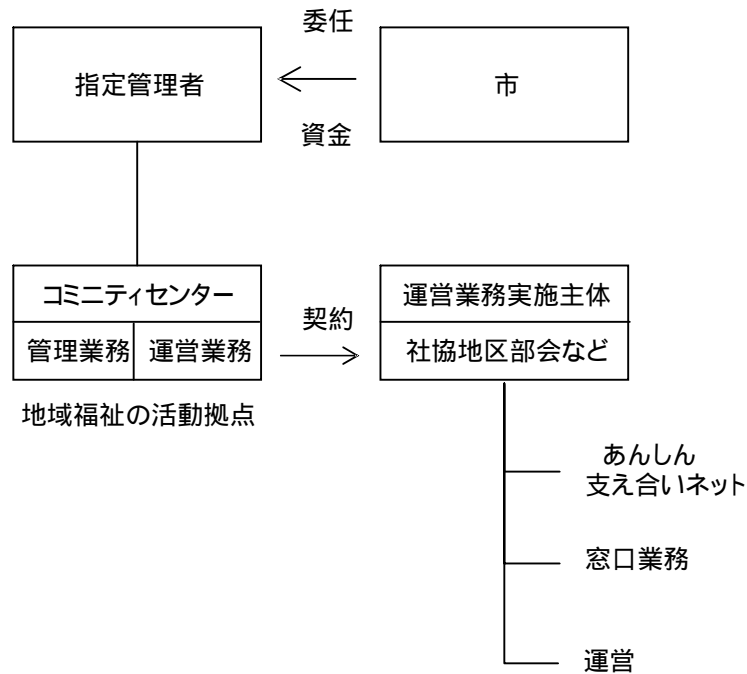 委任
指定管理者
市
資金
コミニティセンター
運営業務実施主体
契約
管理業務
運営業務
社協地区部会など
地域福祉の活動拠点
あんしん
支え合いネット
窓口業務
運営